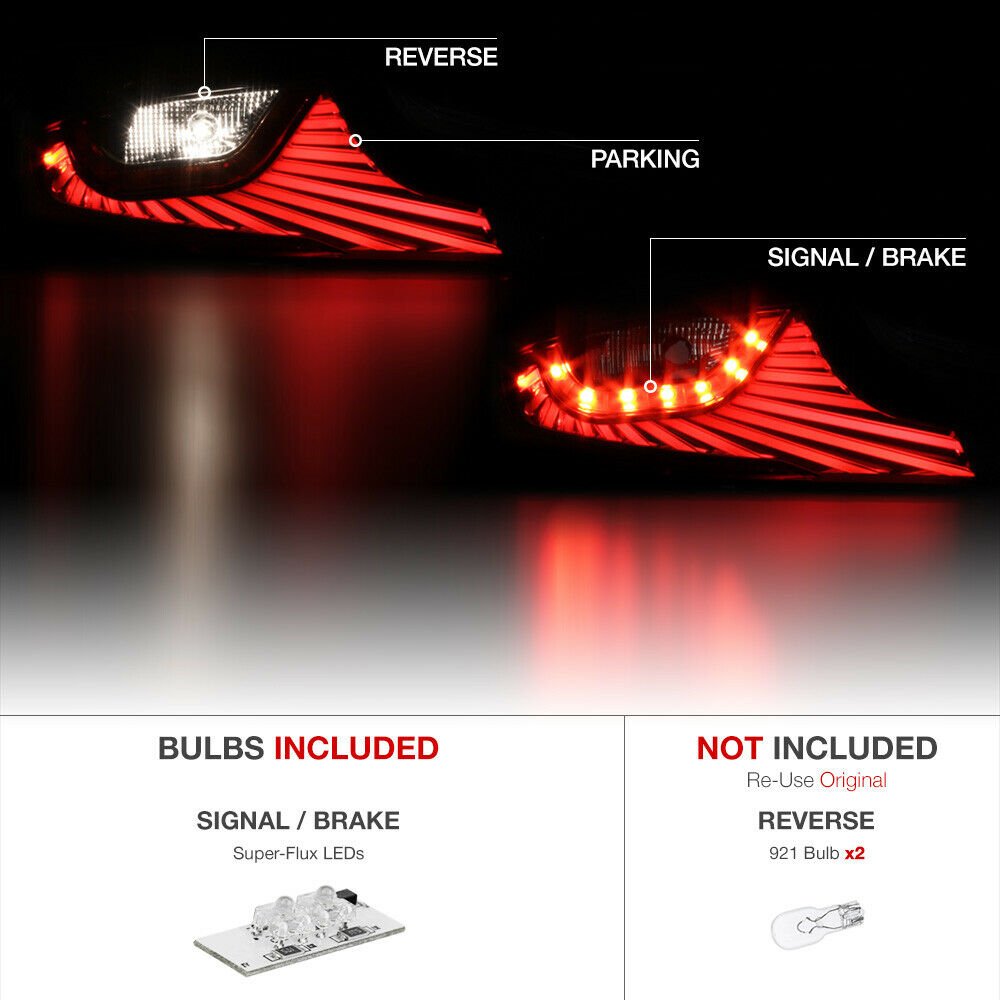 REVERSE
PARKING
SIGNAL / BRAKE
BULBS INCLUDED
SIGNAL / BRAKE
Super-Flux LEDs
NOT INCLUDED
Re-Use Original
REVERSE
921 Bulb x2